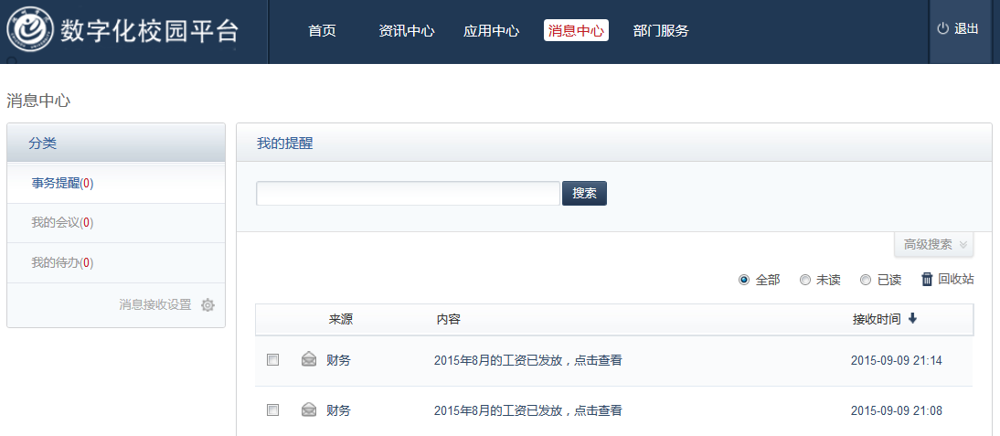 数字化校园平台
首页 资讯中心 应用中心 消息中心 部门服务 退出
消息中心
分类
事务提醒(0)
我的会议(0)
我的待办(0)
消息接收设置
我的提醒
搜索
高级搜索
全部 未读 已读 回收站
来源 内容 接收时间
财务 2015年8月的工资已发放，点击查看 2015-09-09 21:14
财务 2015年8月的工资已发放，点击查看 2015-09-09 21:08